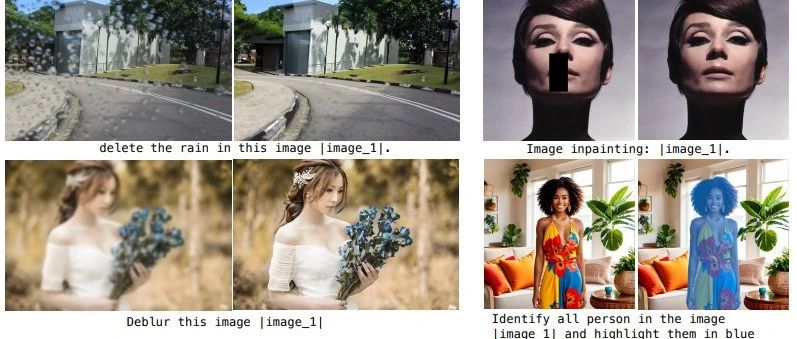 delete the rain in this image |image_1|.
Image inpainting: |image_1|.
Deblur this image |image_1|
Identify all person in the image
|image_1| and highlight them in blue